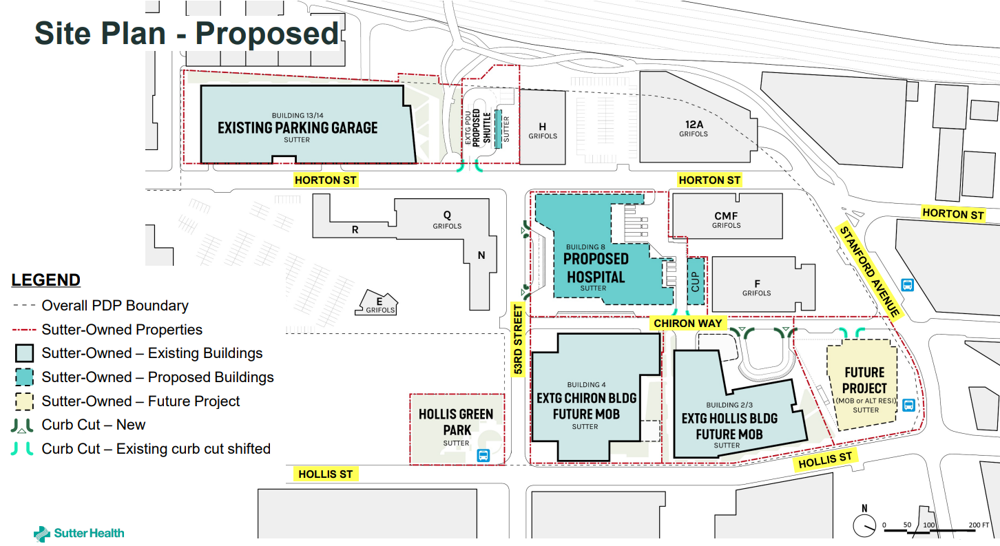 Site Plan - Proposed
BUILDING 13/14
EXISTING PARKING GARAGE
SUTTER
EXTG PDU
PROPOSED
SHUTTLE
SUTTER
H
GRIFOLS
12A
GRIFOLS
HORTON ST
HORTON ST
HORTON ST
R
Q
GRIFOLS
N
E
GRIFOLS
BUILDING 8
PROPOSED
HOSPITAL
SUTTER
CMF
GRIFOLS
CUP
F
GRIFOLS
STANFORD AVENUE
53RD STREET
CHIRON WAY
LEGEND
Overall PDP Boundary
Sutter-Owned Properties
Sutter-Owned – Existing Buildings
Sutter-Owned – Proposed Buildings
Sutter-Owned – Future Project
Curb Cut – New
Curb Cut – Existing curb cut shifted
HOLLIS GREEN
PARK
SUTTER
BUILDING 4
EXTG CHIRON BLDG
FUTURE MOB
SUTTER
BUILDING 2/3
EXTG HOLLIS BLDG
FUTURE MOB
SUTTER
FUTURE
PROJECT
(MOB or ALT RESI)
SUTTER
HOLLIS ST
HOLLIS ST
Sutter Health
N
0 50 100 200 FT